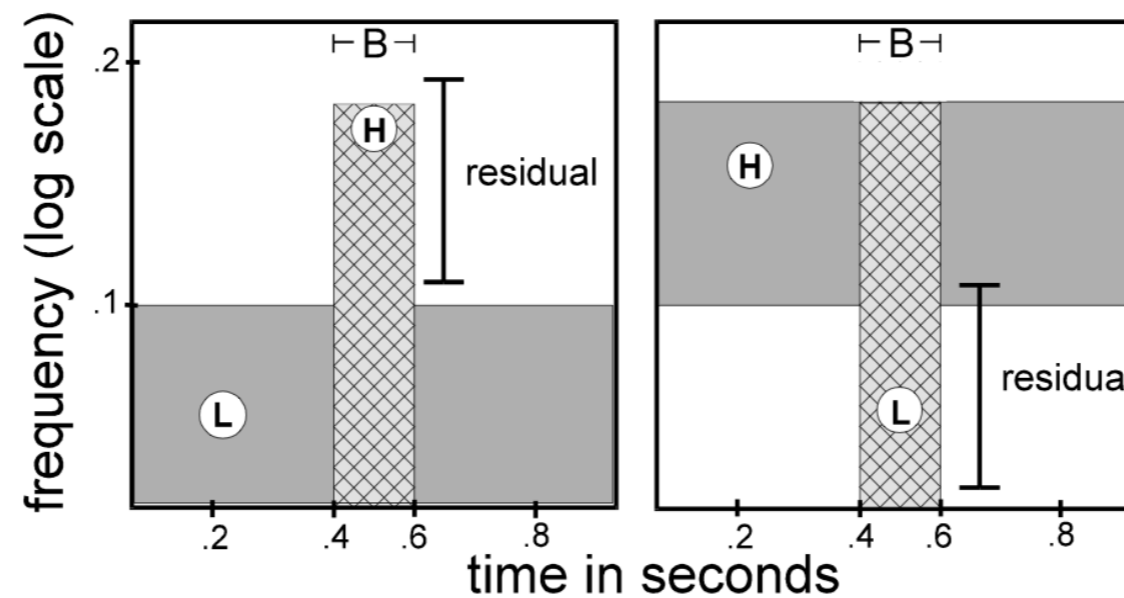 frequency (log scale)
.2
.1
B
H
residual
L
.2
.4
.6
.8
B
H
residua
L
.2
.4
.6
.8
time in seconds